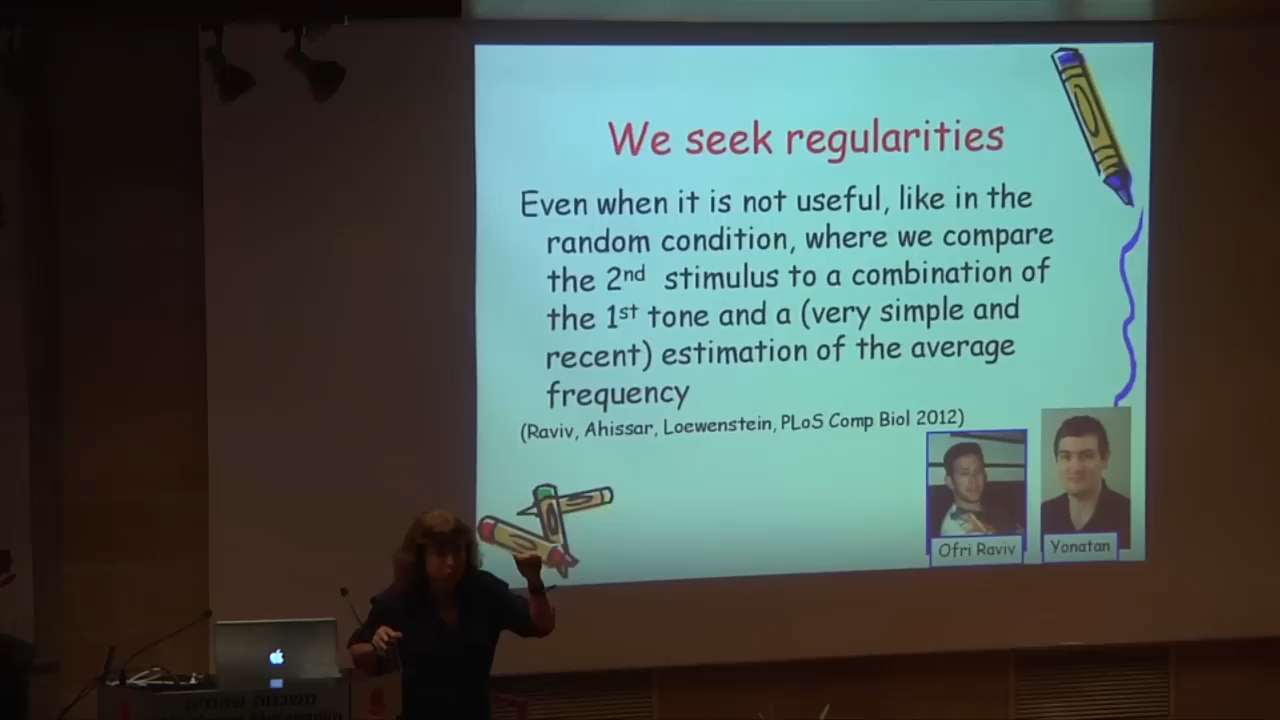 We seek regularities
Even when it is not useful, like in the
random condition, where we compare
the 2nd stimulus to a combination of
the 1st tone and a (very simple and
recent) estimation of the average
frequency
(Raviv, Ahissar, Loewenstein, PLoS Comp Biol 2012)
Ofri Raviv
Yonatan
משכנות שאננים